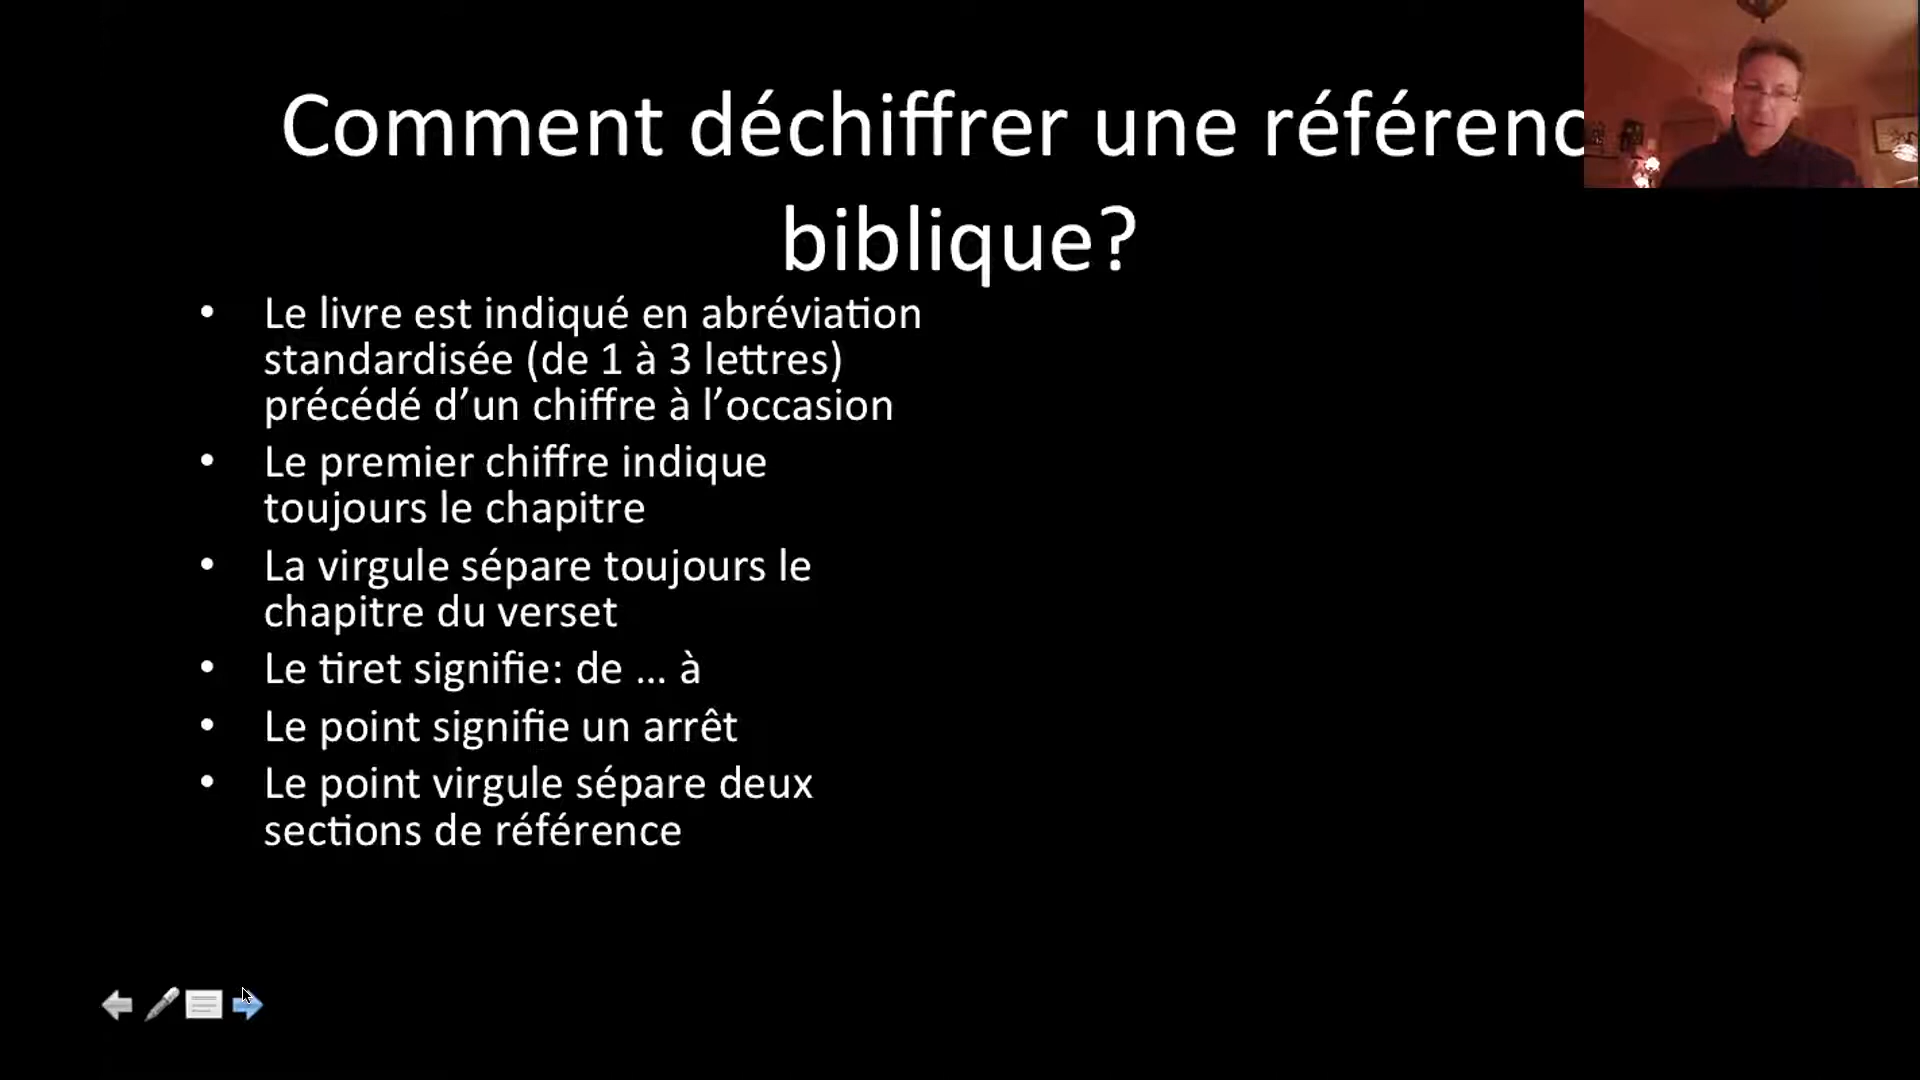 Comment déchiffrer une référenc
biblique?
• Le livre est indiqué en abréviation
standardisée (de 1 à 3 lettres)
précédé d’un chiffre à l’occasion
• Le premier chiffre indique
toujours le chapitre
• La virgule sépare toujours le
chapitre du verset
• Le tiret signifie: de ... à
• Le point signifie un arrêt
• Le point virgule sépare deux
sections de référence